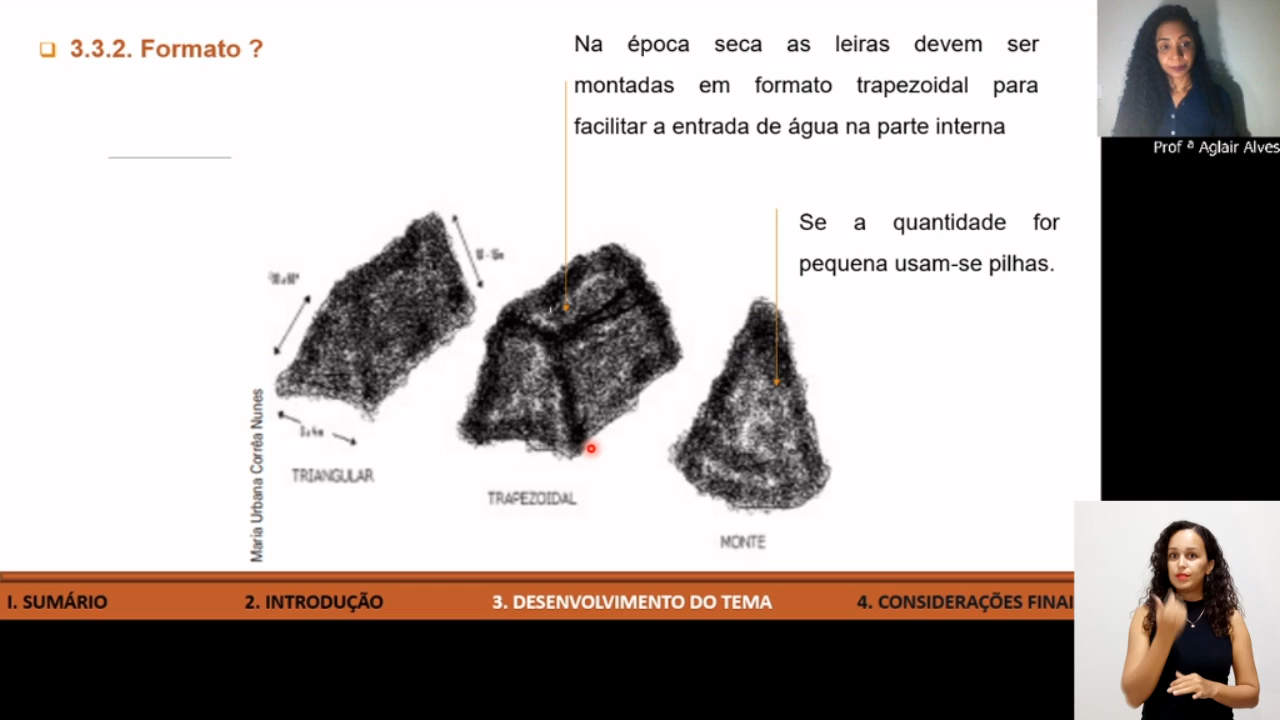 3.3.2. Formato ?
Na época seca as leiras devem ser
montadas em formato trapezoidal para
facilitar a entrada de água na parte interna
Se a quantidade for
pequena usam-se pilhas.
Prof ª Aglair Alves
Maria Urbana Corrêa Nunes
TRIANGULAR
TRAPEZOIDAL
MONTE
I. SUMÁRIO
2. INTRODUÇÃO
3. DESENVOLVIMENTO DO TEMA
4. CONSIDERAÇÕES FINAI